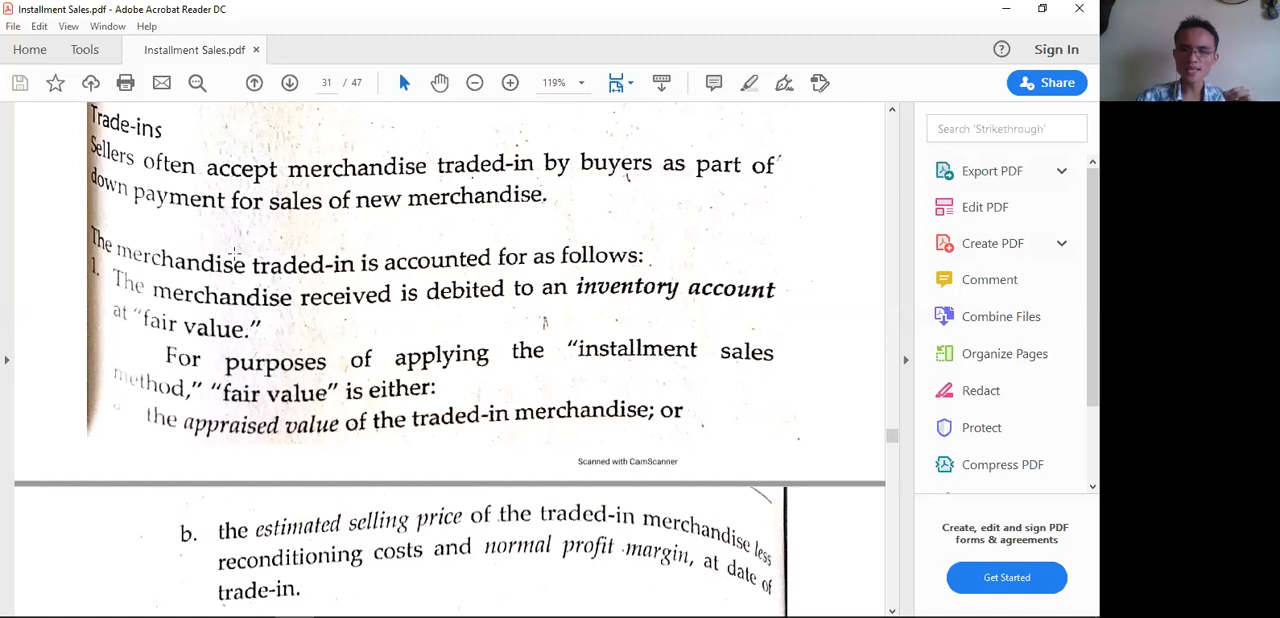 Installment Sales.pdf - Adobe Acrobat Reader DC
File Edit View Window Help
Home Tools Installment Sales.pdf × Sign In
31 / 47 119% Share
Trade-ins
Sellers often accept merchandise traded-in by buyers as part of
down payment for sales of new merchandise.
The merchandise traded-in is accounted for as follows:
1. The merchandise received is debited to an inventory account
at “fair value.”
For purposes of applying the “installment sales
method,” “fair value” is either:
the appraised value of the traded-in merchandise; or
Scanned with CamScanner
b. the estimated selling price of the traded-in merchandise less
reconditioning costs and normal profit margin, at date of
trade-in.
Search 'Strikethrough'
Export PDF
Edit PDF
Create PDF
Comment
Combine Files
Organize Pages
Redact
Protect
Compress PDF
Create, edit and sign PDF
forms & agreements
Get Started